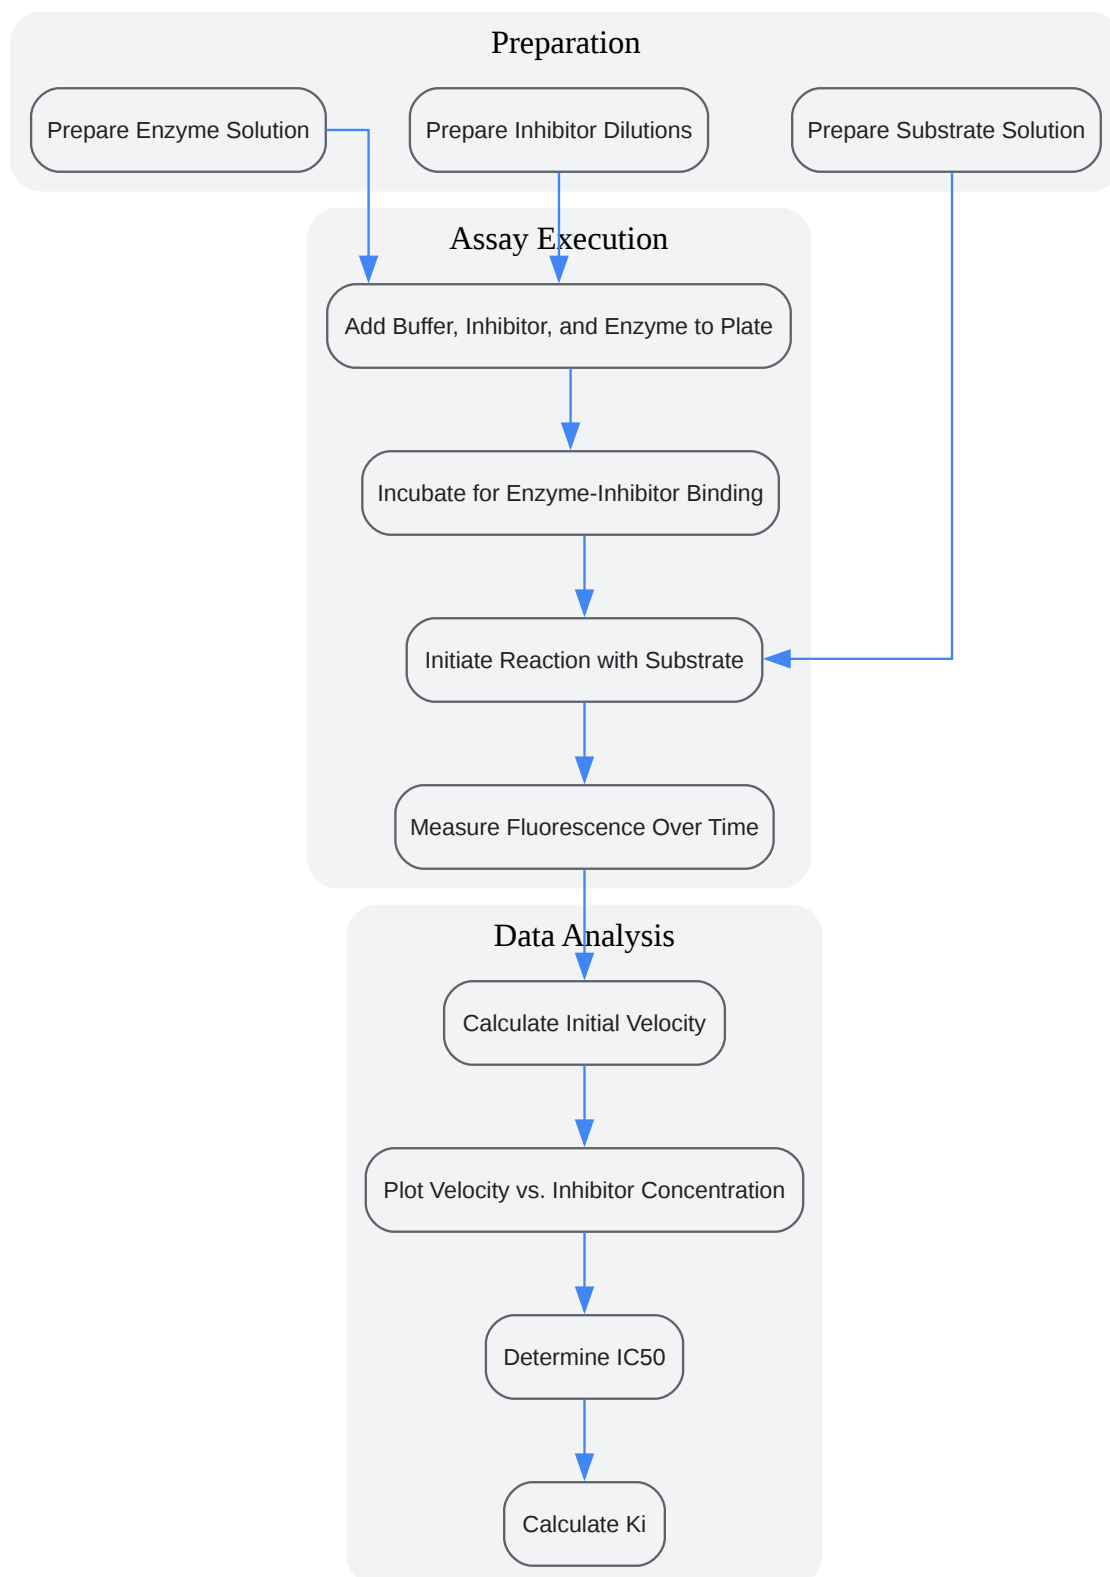 Preparation
Prepare Enzyme Solution
Prepare Inhibitor Dilutions
Prepare Substrate Solution
Assay Execution
Add Buffer, Inhibitor, and Enzyme to Plate
Incubate for Enzyme-Inhibitor Binding
Initiate Reaction with Substrate
Measure Fluorescence Over Time
Data Analysis
Calculate Initial Velocity
Plot Velocity vs. Inhibitor Concentration
Determine IC50
Calculate Ki